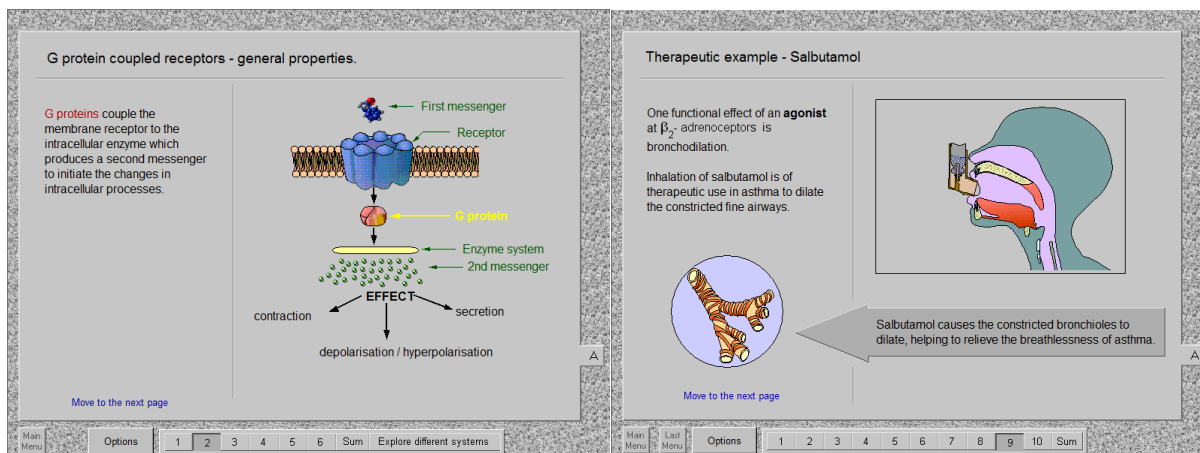 G protein coupled receptors - general properties.
G proteins couple the
membrane receptor to the
intracellular enzyme which
produces a second messenger
to initiate the changes in
intracellular processes.
First messenger
Receptor
G protein
Enzyme system
2nd messenger
EFFECT
contraction
secretion
depolarisation / hyperpolarisation
A
Move to the next page
Main
Menu
Options
1 2 3 4 5 6 Sum Explore different systems
Therapeutic example - Salbutamol
One functional effect of an agonist
at β2- adrenoceptors is
bronchodilation.
Inhalation of salbutamol is of
therapeutic use in asthma to dilate
the constricted fine airways.
Salbutamol causes the constricted bronchioles to
dilate, helping to relieve the breathlessness of asthma.
A
Move to the next page
Main
Menu
Last
Menu
Options
1 2 3 4 5 6 7 8 9 10 Sum